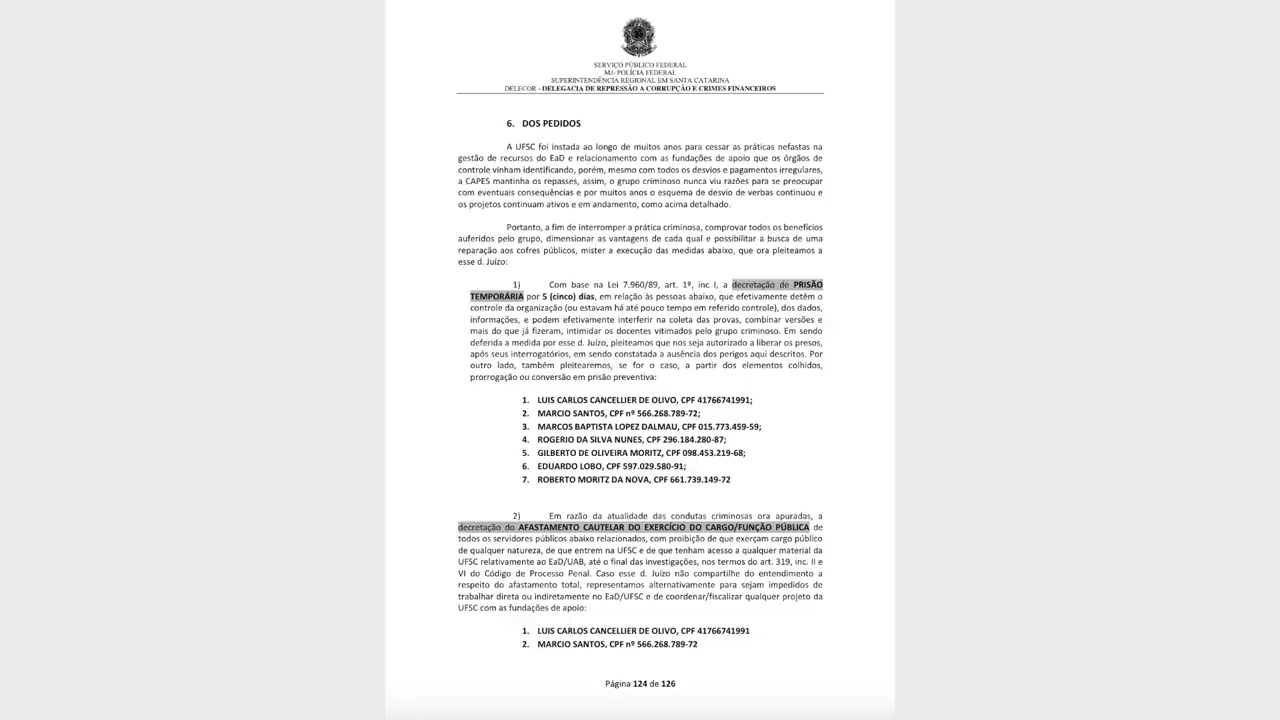 SERVIÇO PÚBLICO FEDERAL
MJ- POLÍCIA FEDERAL
SUPERINTENDÊNCIA REGIONAL EM SANTA CATARINA
DELECOR - DELEGACIA DE REPRESSÃO A CORRUPÇÃO E CRIMES FINANCEIROS
6. DOS PEDIDOS
A UFSC foi instada ao longo de muitos anos para cessar as práticas nefastas na
gestão de recursos do EaD e relacionamento com as fundações de apoio que os órgãos de
controle vinham identificando, porém, mesmo com todos os desvios e pagamentos irregulares,
a CAPES mantinha os repasses, assim, o grupo criminoso nunca viu razões para se preocupar
com eventuais consequências e por muitos anos o esquema de desvio de verbas continuou e
os projetos continuam ativos e em andamento, como acima detalhado.
Portanto, a fim de interromper a prática criminosa, comprovar todos os benefícios
auferidos pelo grupo, dimensionar as vantagens de cada qual e possibilitar a busca de uma
reparação aos cofres públicos, mister a execução das medidas abaixo, que ora pleiteamos a
esse d. Juízo:
1) Com base na Lei 7.960/89, art. 1º, inc I, a decretação de PRISÃO
TEMPORÁRIA por 5 (cinco) dias, em relação às pessoas abaixo, que efetivamente detêm o
controle da organização (ou estavam há até pouco tempo em referido controle), dos dados,
informações, e podem efetivamente interferir na coleta das provas, combinar versões e
mais do que já fizeram, intimidar os docentes vitimados pelo grupo criminoso. Em sendo
deferida a medida por esse d. Juízo, pleiteamos que nos seja autorizado a liberar os presos,
após seus interrogatórios, em sendo constatada a ausência dos perigos aqui descritos. Por
outro lado, também pleitearemos, se for o caso, a partir dos elementos colhidos,
prorrogação ou conversão em prisão preventiva:
1. LUIS CARLOS CANCELLIER DE OLIVO, CPF 41766741991;
2. MARCIO SANTOS, CPF nº 566.268.789-72;
3. MARCOS BAPTISTA LOPEZ DALMAU, CPF 015.773.459-59;
4. ROGERIO DA SILVA NUNES, CPF 296.184.280-87;
5. GILBERTO DE OLIVEIRA MORITZ, CPF 098.453.219-68;
6. EDUARDO LOBO, CPF 597.029.580-91;
7. ROBERTO MORITZ DA NOVA, CPF 661.739.149-72
2) Em razão da atualidade das condutas criminosas ora apuradas, a
decretação do AFASTAMENTO CAUTELAR DO EXERCÍCIO DO CARGO/FUNÇÃO PÚBLICA de
todos os servidores públicos abaixo relacionados, com proibição de que exerçam cargo público
de qualquer natureza, de que entrem na UFSC e de que tenham acesso a qualquer material da
UFSC relativamente ao EaD/UAB, até o final das investigações, nos termos do art. 319, inc. II e
VI do Código de Processo Penal. Caso esse d. Juízo não compartilhe do entendimento a
respeito do afastamento total, representamos alternativamente para sejam impedidos de
trabalhar direta ou indiretamente no EaD/UFSC e de coordenar/fiscalizar qualquer projeto da
UFSC com as fundações de apoio:
1. LUIS CARLOS CANCELLIER DE OLIVO, CPF 41766741991
2. MARCIO SANTOS, CPF nº 566.268.789-72
Página 124 de 126